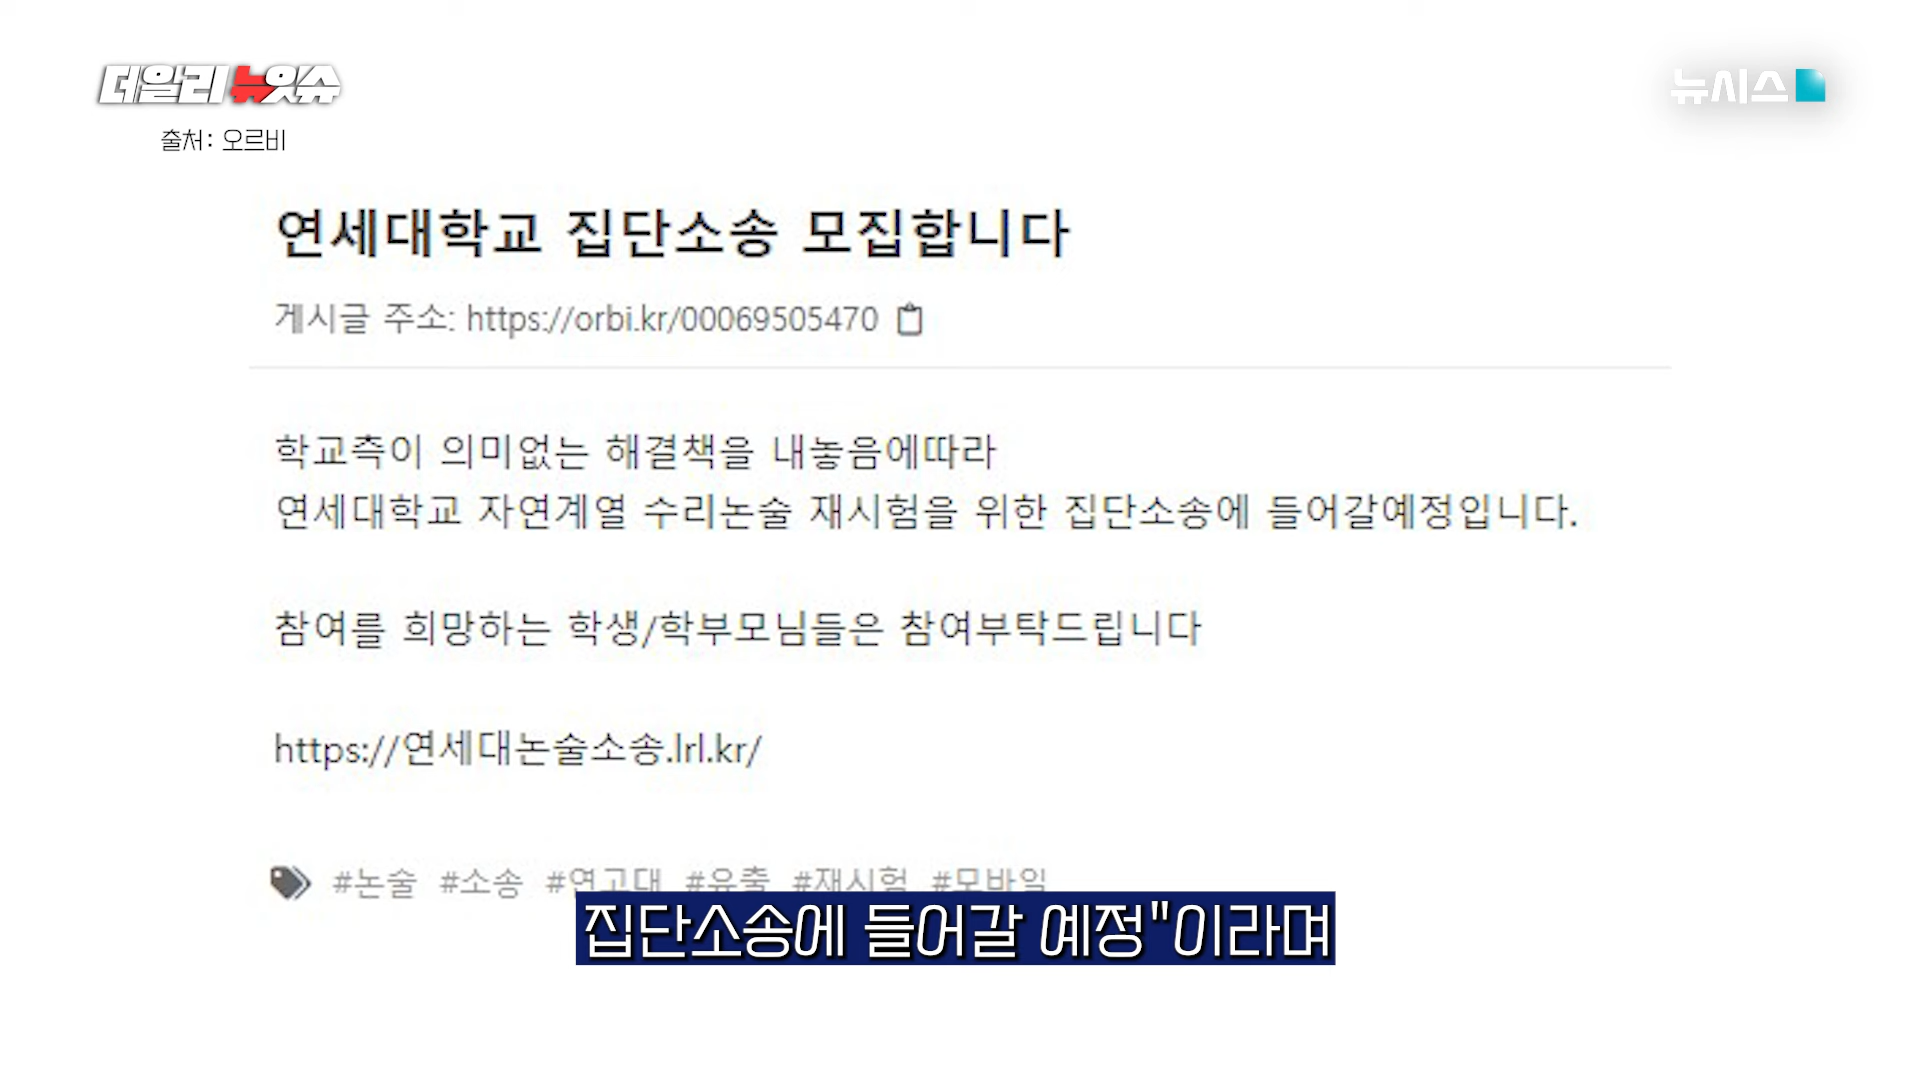 데일리 뉴잇슈
뉴시스
출처: 오르비
연세대학교 집단소송 모집합니다
게시글 주소: https://orbi.kr/00069505470
학교측이 의미없는 해결책을 내놓음에따라
연세대학교 자연계열 수리논술 재시험을 위한 집단소송에 들어갈예정입니다.
참여를 희망하는 학생/학부모님들은 참여부탁드립니다
https://연세대논술소송.lrl.kr/
#논술 #소송 #연고대 #유출 #재시험 #모바일
집단소송에 들어갈 예정"이라며